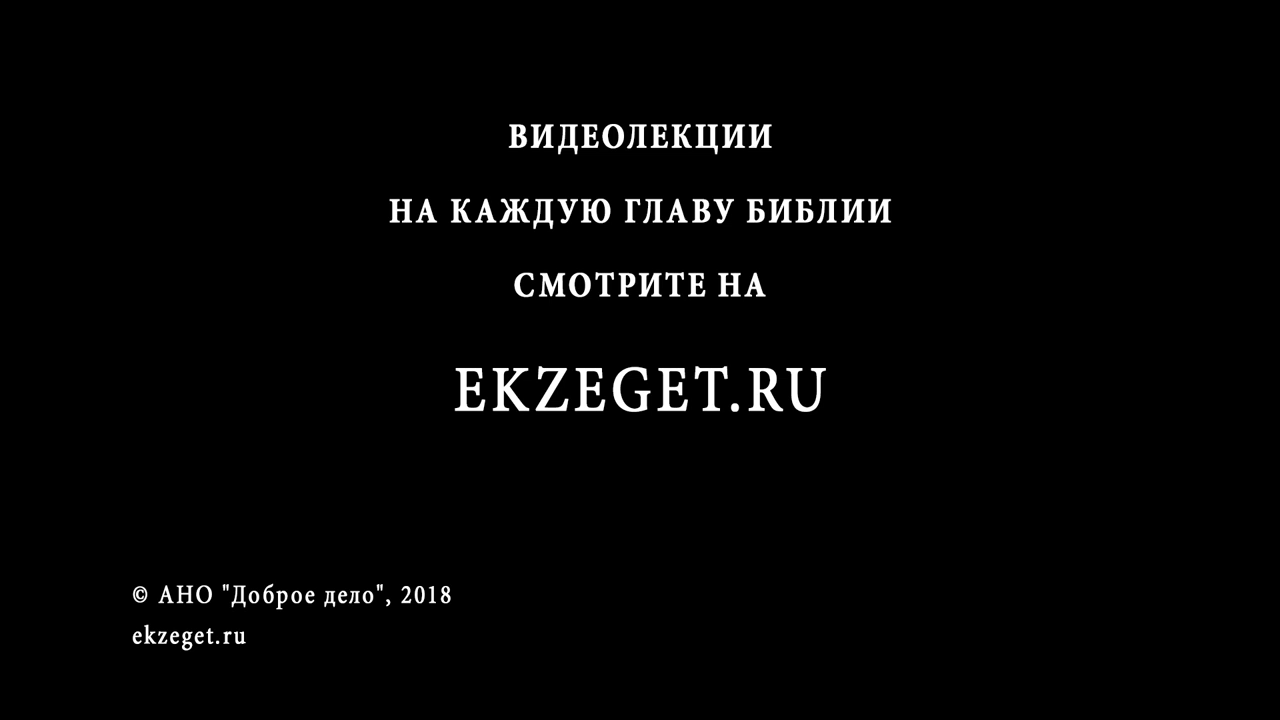 ВИДЕОЛЕКЦИИ
НА КАЖДУЮ ГЛАВУ БИБЛИИ
СМОТРИТЕ НА
EKZEGET.RU
© АНО "Доброе дело", 2018
ekzeget.ru